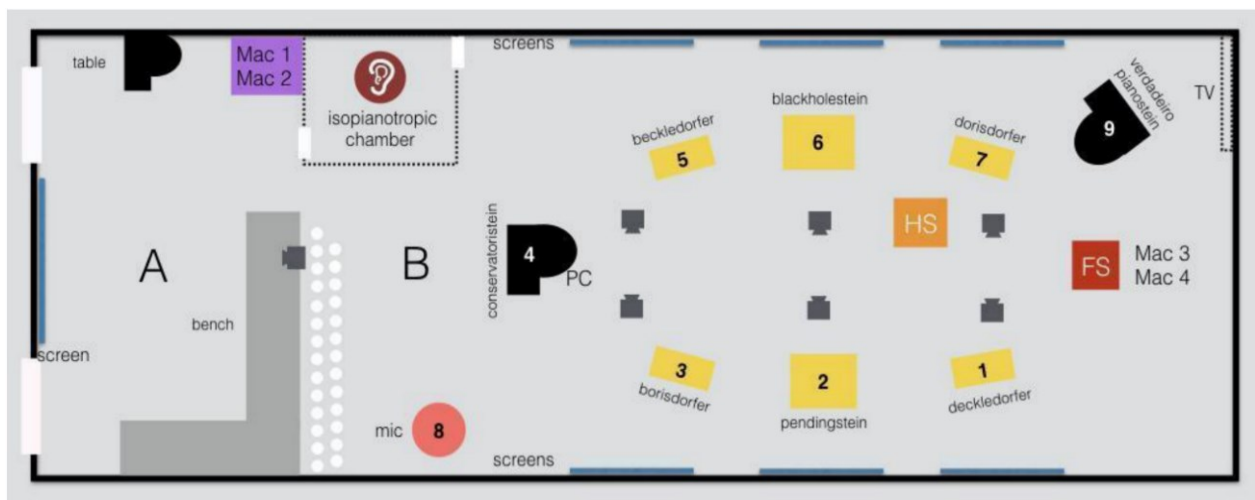 table
Mac 1
Mac 2
isopianotropic
chamber
screens
blackholestein
6
beckledorfer
5
dorisdorfer
7
verdadeiro
pianostein
9
TV
A
bench
screen
B
conservatoristein
4
PC
HS
FS
Mac 3
Mac 4
mic
8
screens
3
borisdorfer
2
pendingstein
1
deckledorfer